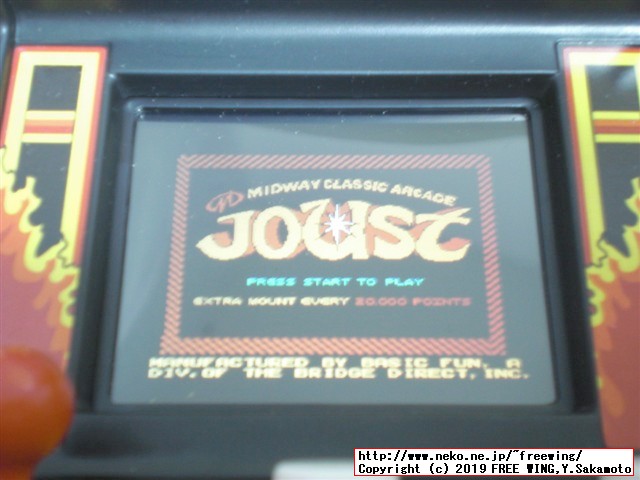 MIDWAY CLASSIC ARCADE
JOUST
PRESS START TO PLAY
EXTRA MOUNT EVERY 20,000 POINTS
MANUFACTURED BY BASIC FUN, A
DIV. OF THE BRIDGE DIRECT, INC.
http://www.neko.ne.jp/~freewing/
Copyright (c) 2019 FREE WING,Y.Sakamoto